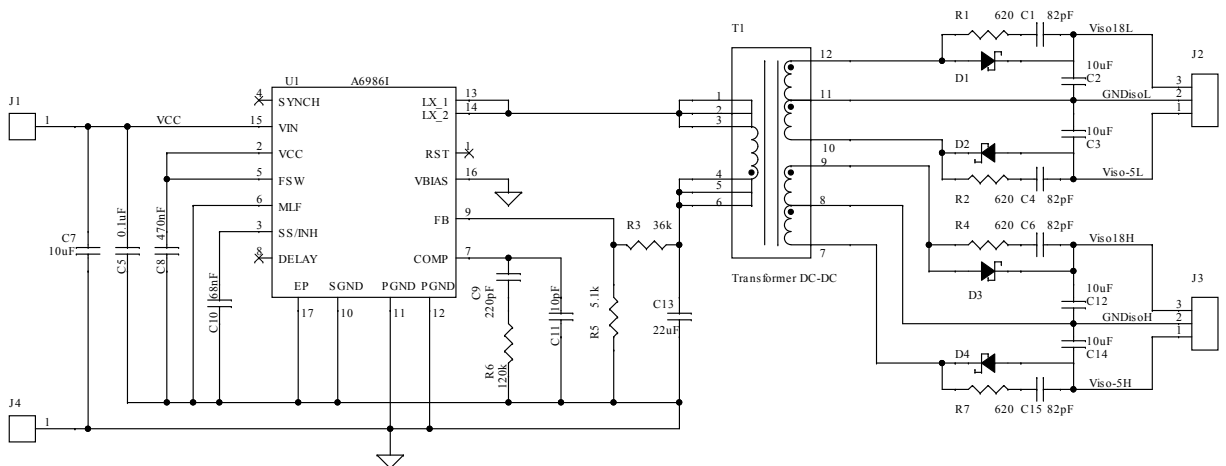 R1 620 C1 82pF
Viso18L
D1
10uF
C2
J2
3
2
1
GNDisoL
10uF
C3
D2
Viso-5L
R2 620 C4 82pF
T1
12
11
10
9
8
7
1
2
3
4
5
6
Transformer DC-DC
U1 A6986I
4 SYNCH
15 VIN
2 VCC
5 FSW
6 MLF
3 SS/INH
8 DELAY
LX_1 13
LX_2 14
RST 1
VBIAS 16
FB 9
COMP 7
EP SGND PGND PGND
17 10 11 12
J1
1
VCC
C7
10uF
C5 0.1uF
C8 470nF
C10 68nF
C9
220pF
R6
120k
C11 10pF
R5 5.1k
R3 36k
C13
22uF
J4
1
R4 620 C6 82pF
Viso18H
D3
10uF
C12
J3
3
2
1
GNDisoH
10uF
C14
D4
Viso-5H
R7 620 C15 82pF